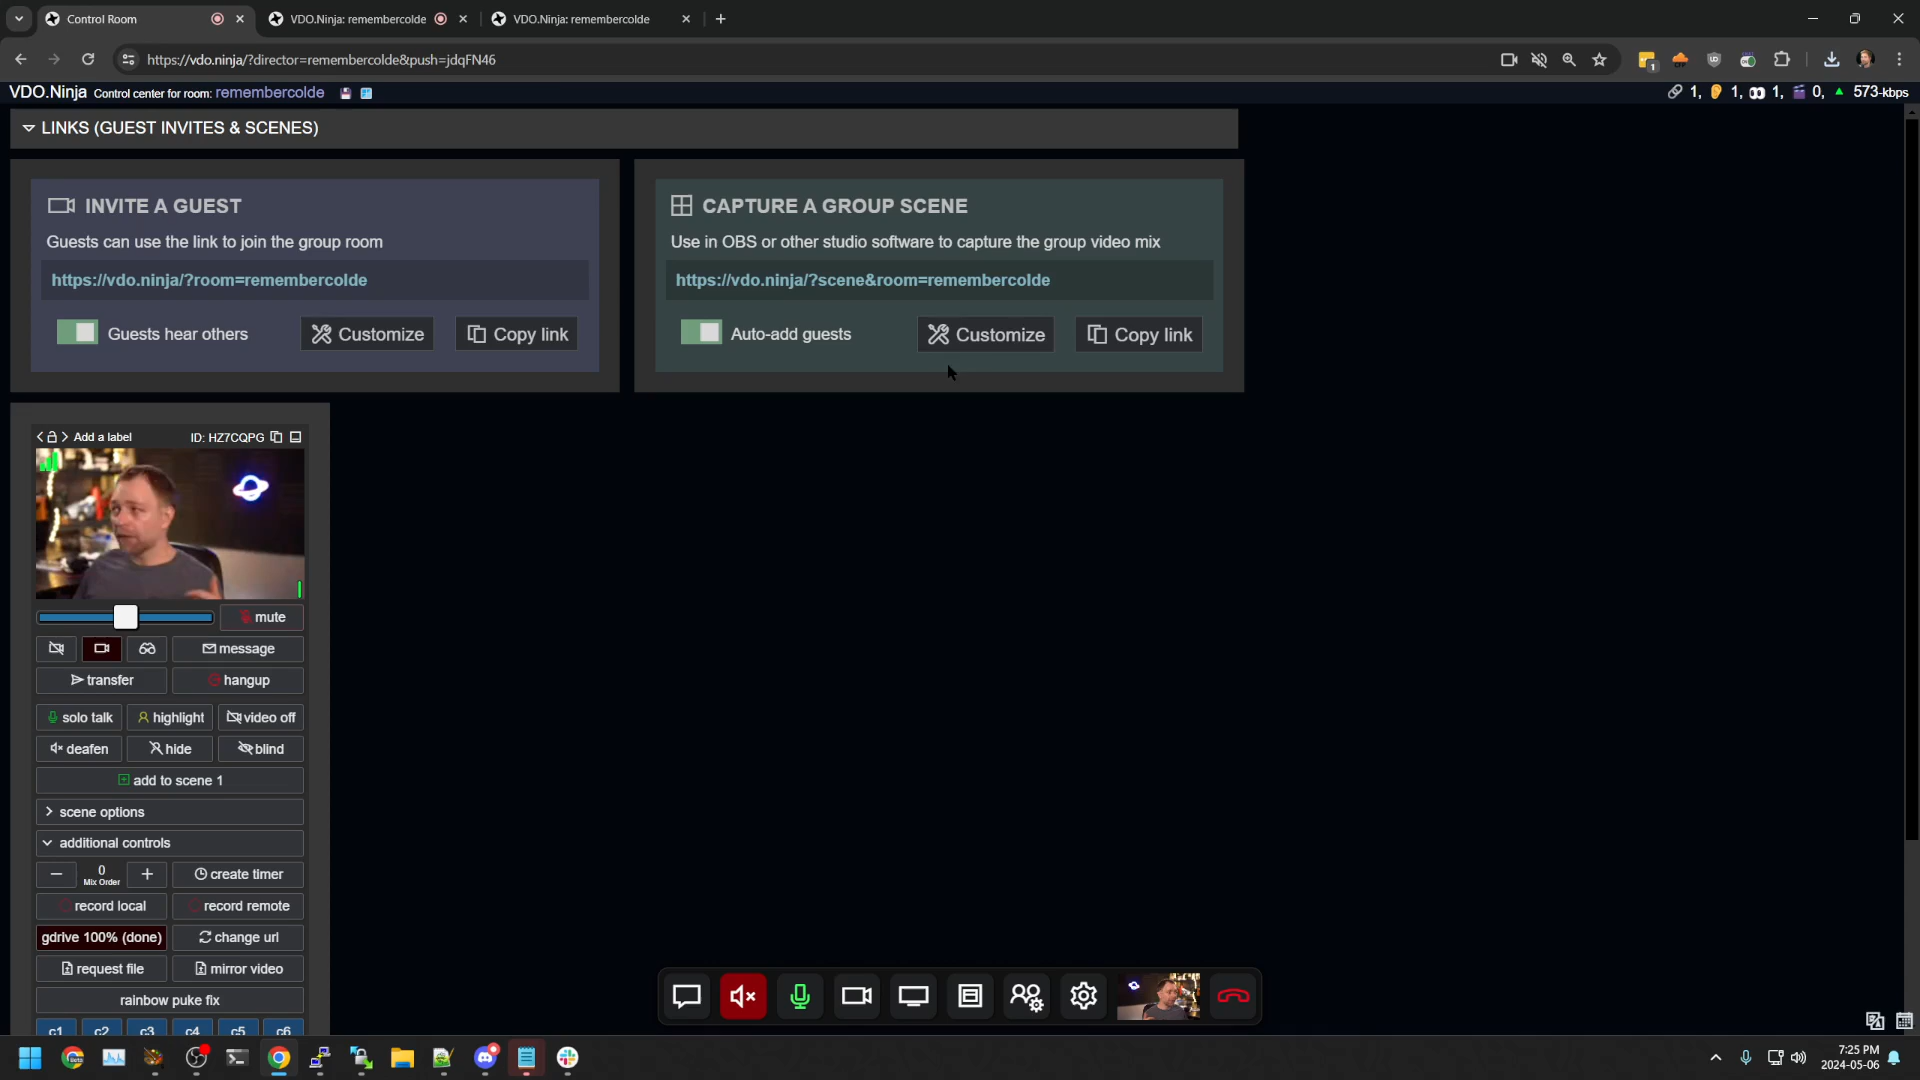 Control Room
VDO.Ninja: remembercolde
VDO.Ninja: remembercolde
https://vdo.ninja/?director=remembercolde&push=jdqFN46
VDO.Ninja Control center for room: remembercolde
1, 1, 1, 0, 573-kbps
LINKS (GUEST INVITES & SCENES)
INVITE A GUEST
Guests can use the link to join the group room
https://vdo.ninja/?room=remembercolde
Guests hear others
Customize
Copy link
CAPTURE A GROUP SCENE
Use in OBS or other studio software to capture the group video mix
https://vdo.ninja/?scene&room=remembercolde
Auto-add guests
Customize
Copy link
Add a label ID: HZ7CQPG
mute
message
transfer
hangup
solo talk
highlight
video off
deafen
hide
blind
add to scene 1
scene options
additional controls
0
Mix Order
create timer
record local
record remote
gdrive 100% (done)
change url
request file
mirror video
rainbow puke fix
c1 c2 c3 c4 c5 c6
7:25 PM
2024-05-06